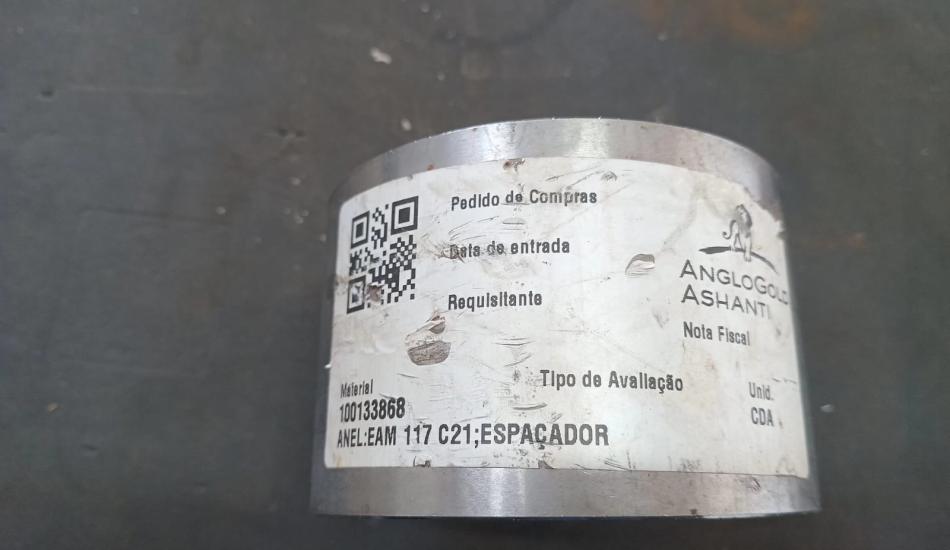 Pedido de Compras
Data de entrada
Requisitante
ANGLOGOLD
ASHANTI
Nota Fiscal
Tipo de Avaliação
Material
100133868
Unid.
CDA
ANEL:EAM 117 C21;ESPAÇADOR